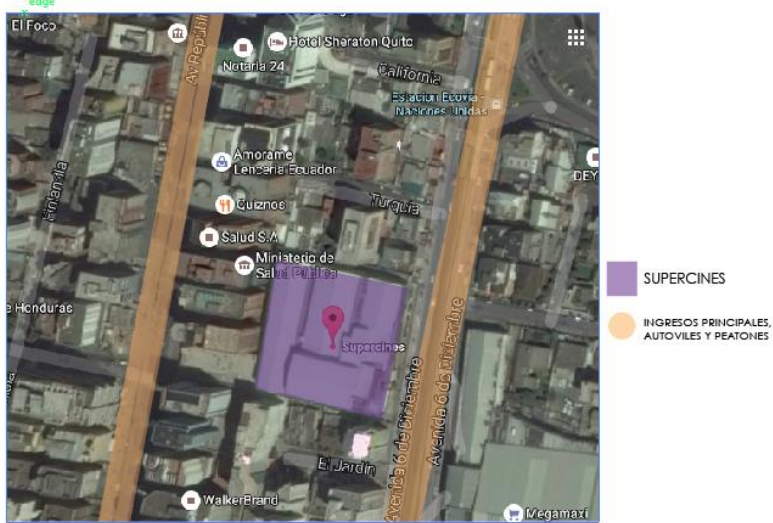 edge
El Foco
Av Repúbli
Hotel Sheraton Quito
Notaria 24
California
Estacion Ecovia -
Naciones Unidas
Amorame
Lenceria Ecuador
DEY
Finlandia
Turquia
Quiznos
Salud S.A
Ministerio de
Salud Publica
e Honduras
Supercines
Avenida 6 de Diciembre
Avenida 6 de Diciembre
El Jardin
WalkerBrand
Megamaxi
SUPERCINES
INGRESOS PRINCIPALES,
AUTOVILES Y PEATONES